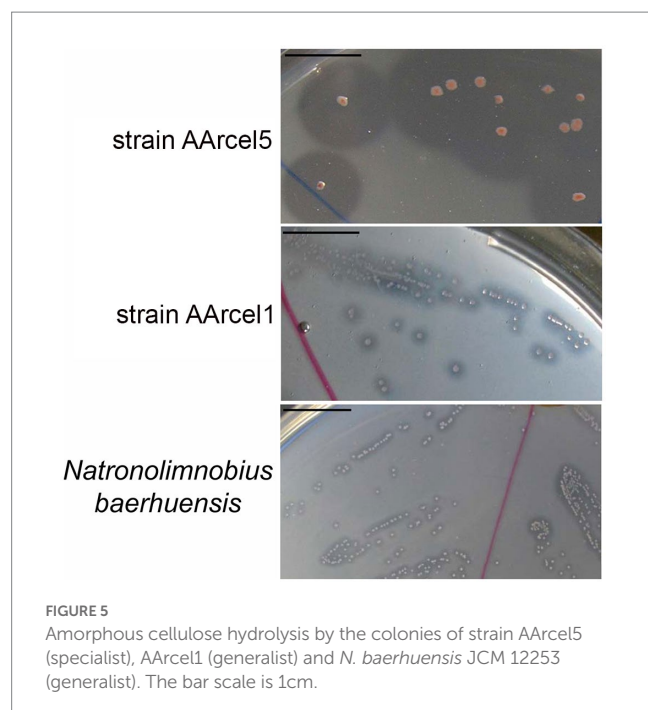 strain AArcel5
strain AArcel1
Natronolimnobius
baerhuensis
FIGURE 5
Amorphous cellulose hydrolysis by the colonies of strain AArcel5
(specialist), AArcel1 (generalist) and N. baerhuensis JCM 12253
(generalist). The bar scale is 1cm.